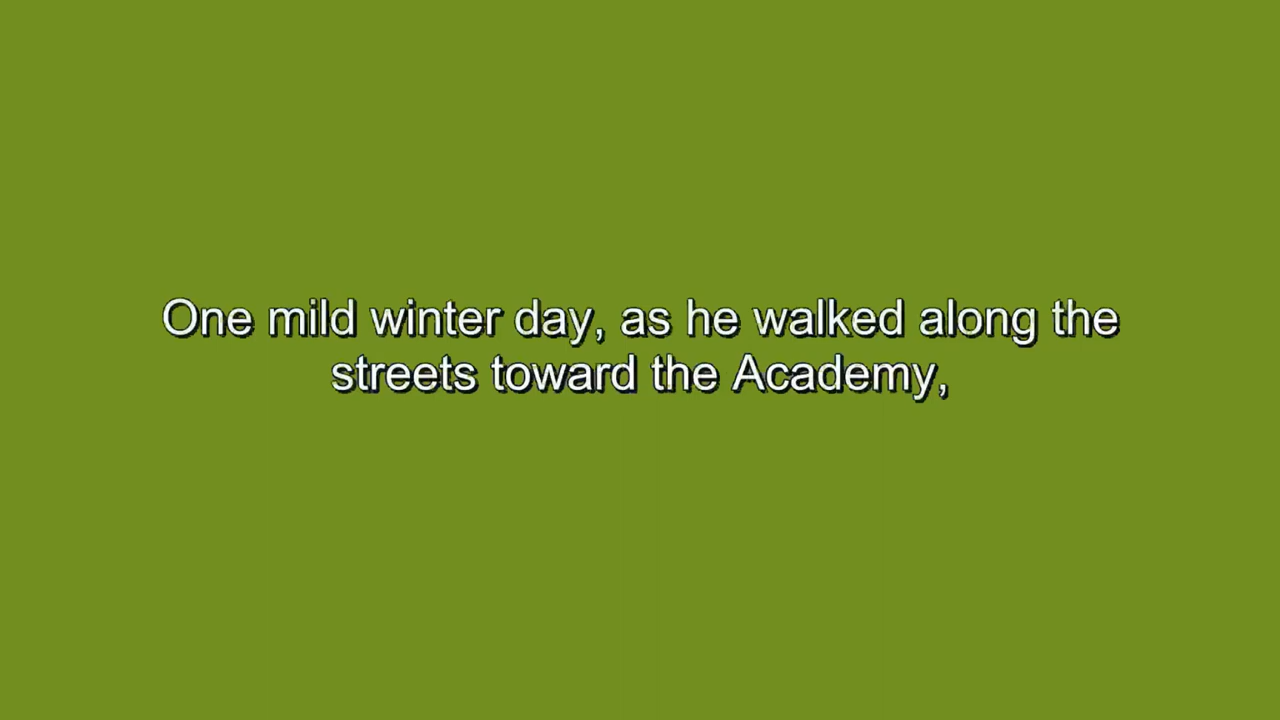 One mild winter day, as he walked along the
streets toward the Academy,